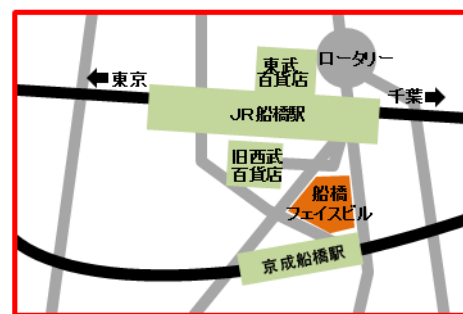 東武
百貨店
ロータリー
東京
千葉
JR船橋駅
旧西武
百貨店
船橋
フェイスビル
京成船橋駅